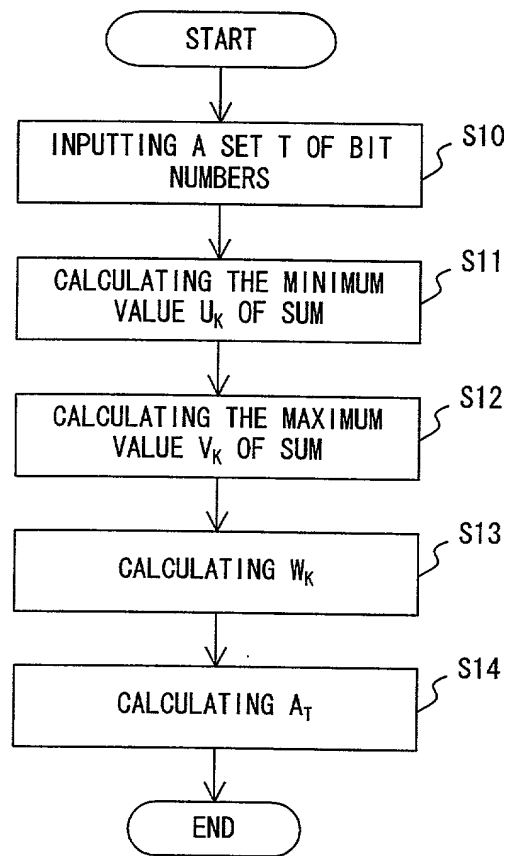 START
S10
INPUTTING A SET T OF BIT
NUMBERS
S11
CALCULATING THE MINIMUM
VALUE U_K OF SUM
S12
CALCULATING THE MAXIMUM
VALUE V_K OF SUM
S13
CALCULATING W_K
S14
CALCULATING A_T
END